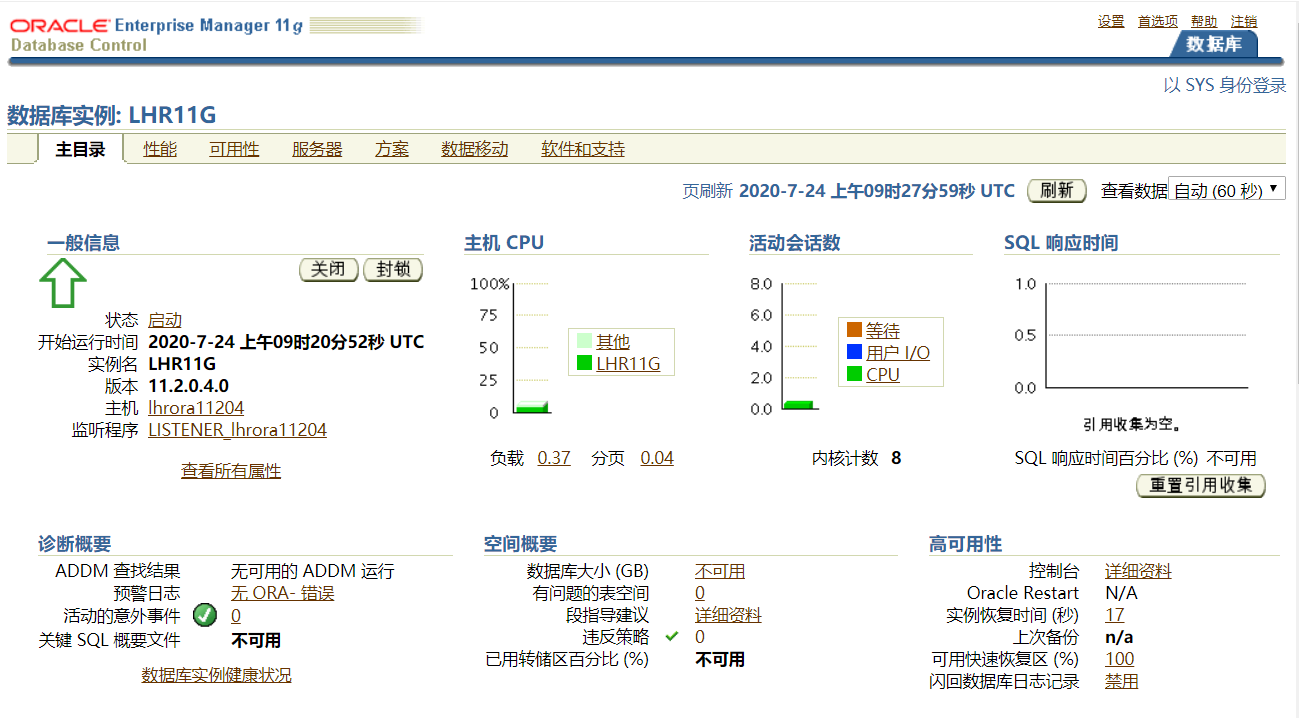 ORACLE Enterprise Manager 11g
Database Control
设置 首选项 帮助 注销
数据库
以 SYS 身份登录
数据库实例: LHR11G
主目录 性能 可用性 服务器 方案 数据移动 软件和支持
页刷新 2020-7-24 上午09时27分59秒 UTC 刷新 查看数据 自动 (60 秒)
一般信息
关闭 封锁
状态 启动
开始运行时间 2020-7-24 上午09时20分52秒 UTC
实例名 LHR11G
版本 11.2.0.4.0
主机 lhrora11204
监听程序 LISTENER_lhrora11204
查看所有属性
主机 CPU
100%
75
50
25
0
其他
LHR11G
负载 0.37 分页 0.04
活动会话数
8.0
6.0
4.0
2.0
0.0
等待
用户 I/O
CPU
内核计数 8
SQL 响应时间
1.0
0.5
0.0
引用收集为空。
SQL 响应时间百分比 (%) 不可用
重置引用收集
诊断概要
ADDM 查找结果 无可用的 ADDM 运行
预警日志 无 ORA- 错误
活动的意外事件 0
关键 SQL 概要文件 不可用
数据库实例健康状况
空间概要
数据库大小 (GB) 不可用
有问题的表空间 0
段指导建议 详细资料
违反策略 0
已用转储区百分比 (%) 不可用
高可用性
控制台 详细资料
Oracle Restart N/A
实例恢复时间 (秒) 17
上次备份 n/a
可用快速恢复区 (%) 100
闪回数据库日志记录 禁用